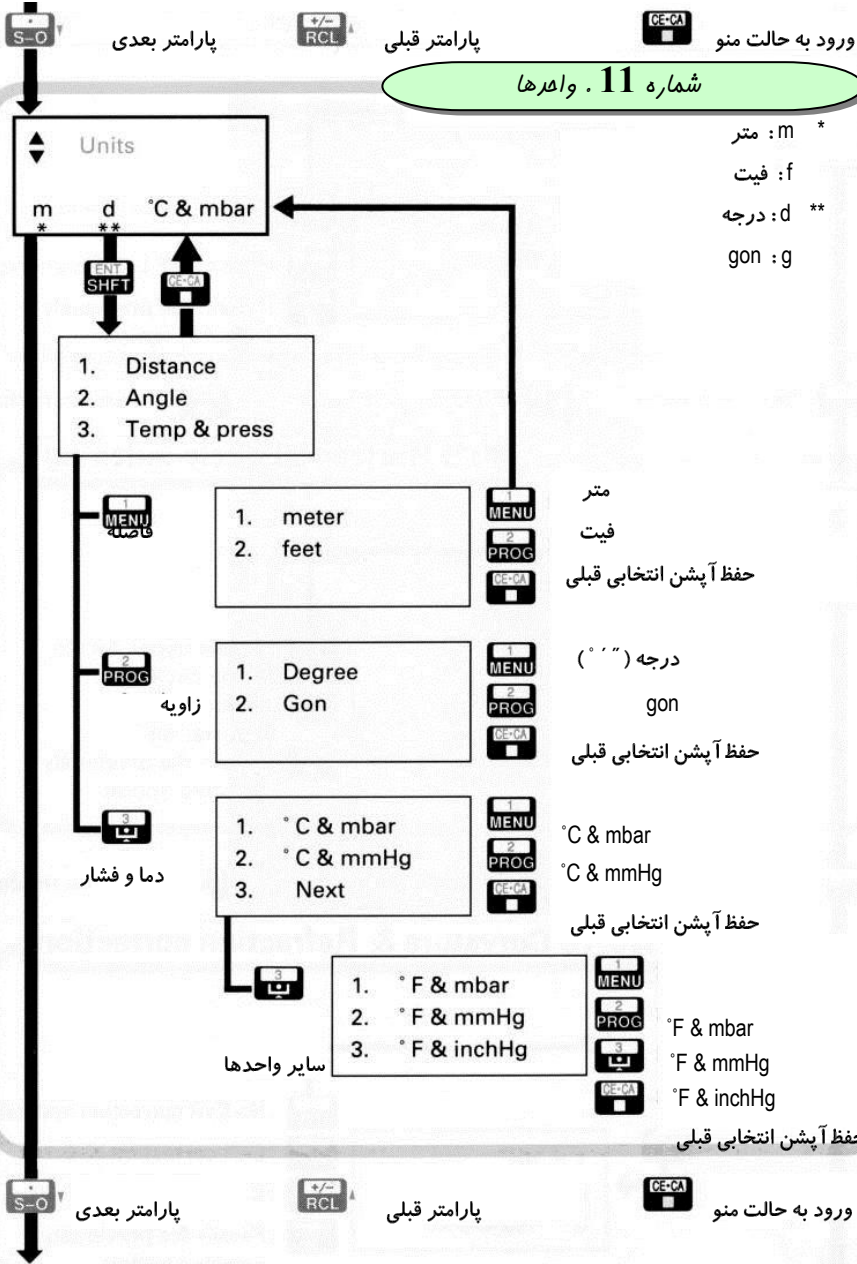 ورود به حالت منو CE·CA پارامتر قبلی +/− RCL پارامتر بعدی · S–O
شماره 11 . واحدها
* m: متر
f: فیت
** d: درجه
g: gon
Units
m d °C & mbar
* **
ENT SHFT
CE·CA
1. Distance
2. Angle
3. Temp & press
1 MENU
فاصله
1. meter
2. feet
1 MENU متر
2 PROG فیت
CE·CA حفظ آپشن انتخابی قبلی
2 PROG
زاویه
1. Degree
2. Gon
1 MENU درجه (° ′ ″)
2 PROG gon
CE·CA حفظ آپشن انتخابی قبلی
3
دما و فشار
1. °C & mbar
2. °C & mmHg
3. Next
1 MENU °C & mbar
2 PROG °C & mmHg
CE·CA حفظ آپشن انتخابی قبلی
3
سایر واحدها
1. °F & mbar
2. °F & mmHg
3. °F & inchHg
1 MENU
2 PROG °F & mbar
3 °F & mmHg
CE·CA °F & inchHg
حفظ آپشن انتخابی قبلی
ورود به حالت منو CE·CA پارامتر قبلی +/− RCL پارامتر بعدی · S–O